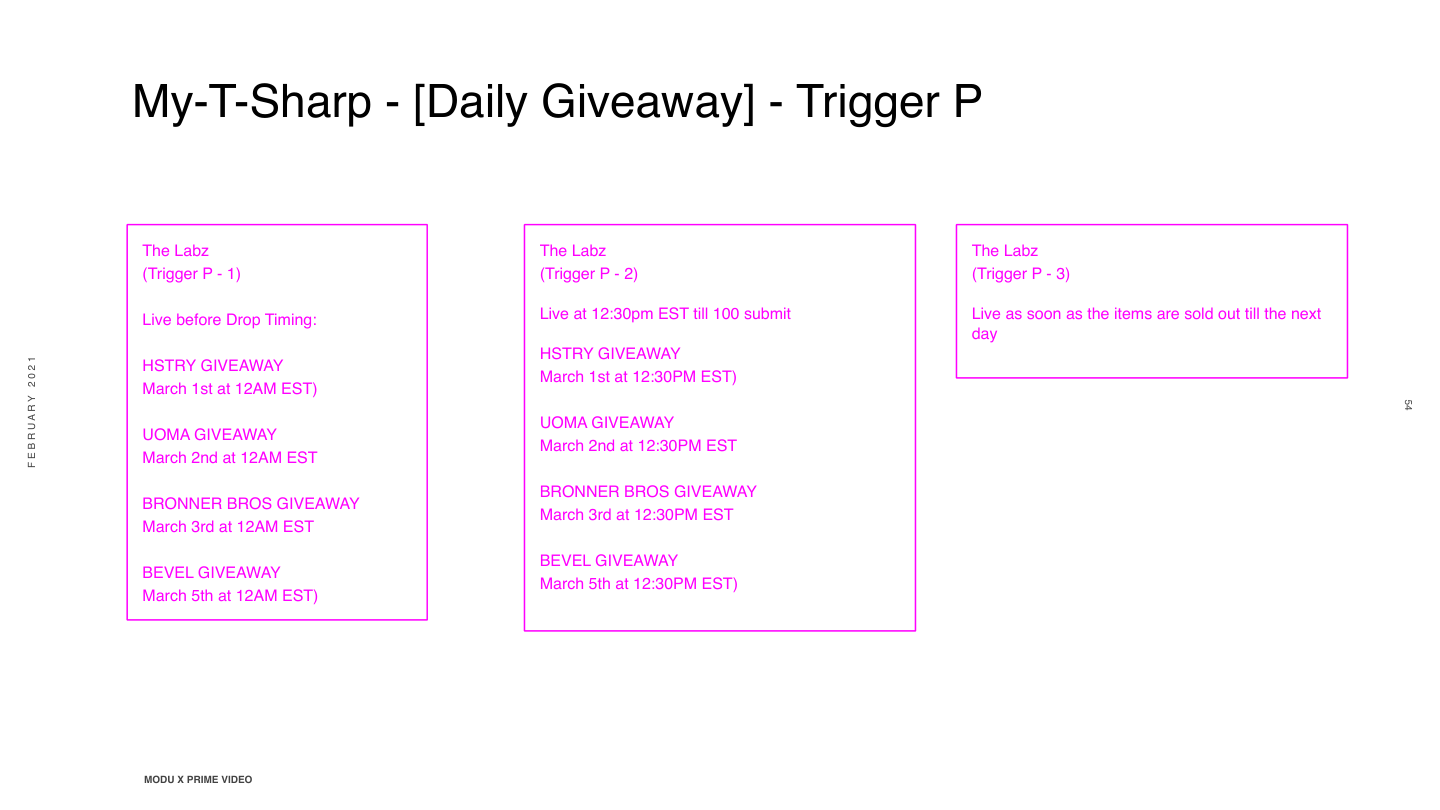 My-T-Sharp - [Daily Giveaway] - Trigger P
The Labz
(Trigger P - 1)
Live before Drop Timing:
HSTRY GIVEAWAY
March 1st at 12AM EST)
UOMA GIVEAWAY
March 2nd at 12AM EST
BRONNER BROS GIVEAWAY
March 3rd at 12AM EST
BEVEL GIVEAWAY
March 5th at 12AM EST)
The Labz
(Trigger P - 2)
Live at 12:30pm EST till 100 submit
HSTRY GIVEAWAY
March 1st at 12:30PM EST)
UOMA GIVEAWAY
March 2nd at 12:30PM EST
BRONNER BROS GIVEAWAY
March 3rd at 12:30PM EST
BEVEL GIVEAWAY
March 5th at 12:30PM EST)
The Labz
(Trigger P - 3)
Live as soon as the items are sold out till the next
day
FEBRUARY 2021
54
MODU X PRIME VIDEO